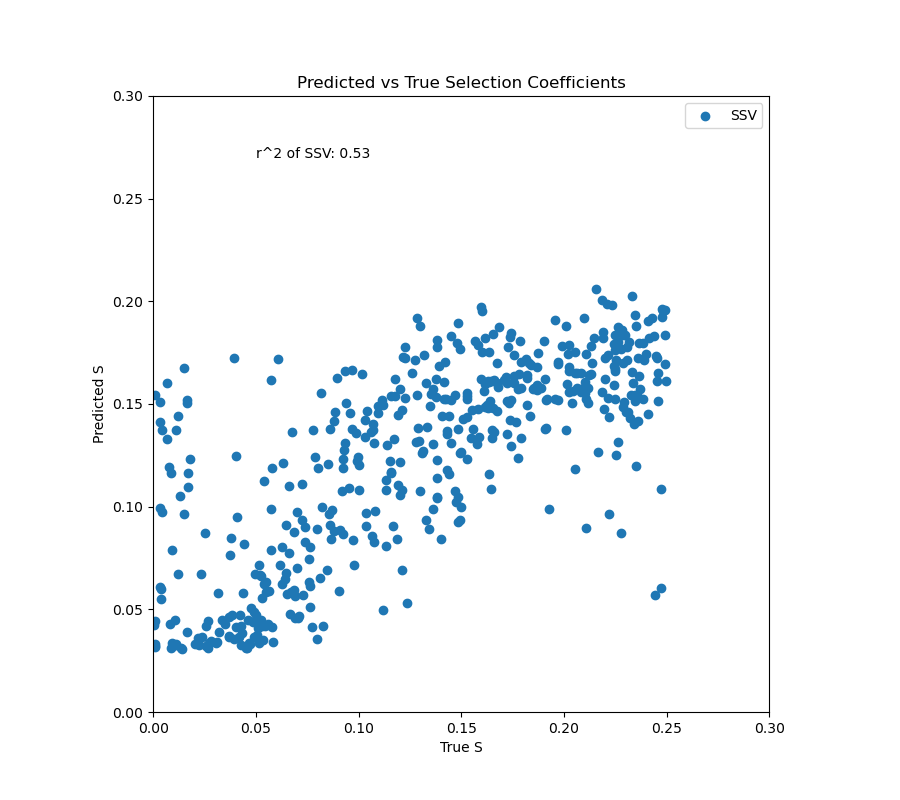 Predicted vs True Selection Coefficients
0.30
SSV
r^2 of SSV: 0.53
0.25
0.20
0.15
Predicted S
0.10
0.05
0.00
0.00 0.05 0.10 0.15 0.20 0.25 0.30
True S